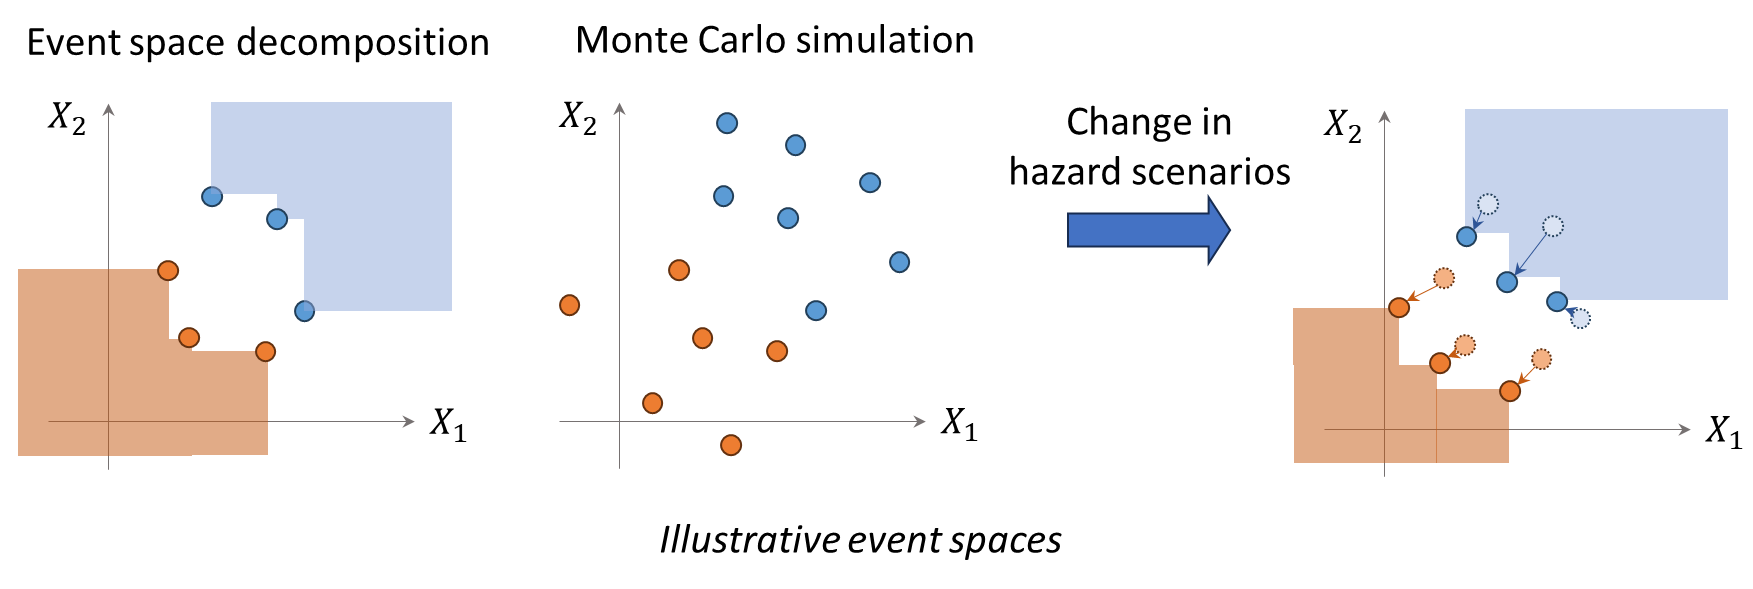 Event space decomposition
Monte Carlo simulation
X₂
X₁
X₂
X₁
Change in
hazard scenarios
X₂
X₁
Illustrative event spaces